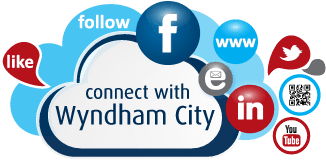 follow
like
f
www
connect with
Wyndham City
e
in
You
Tube